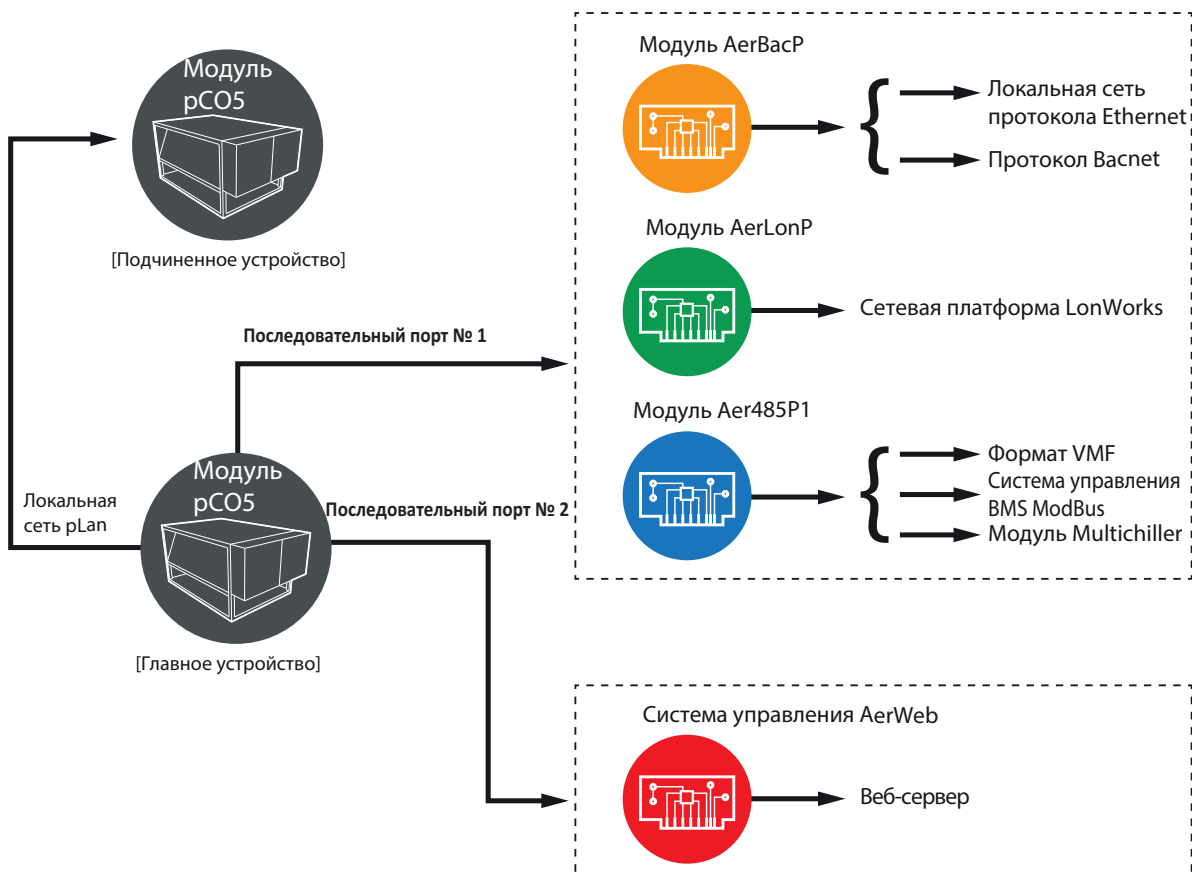 Модуль
pCO5
[Подчиненное устройство]
Последовательный порт № 1
Локальная
сеть pLan
Модуль
pCO5
Последовательный порт № 2
[Главное устройство]
Модуль AerBacP
Локальная сеть
протокола Ethernet
Протокол Bacnet
Модуль AerLonP
Сетевая платформа LonWorks
Модуль Aer485P1
Формат VMF
Система управления
BMS ModBus
Модуль Multichiller
Система управления AerWeb
Веб-сервер